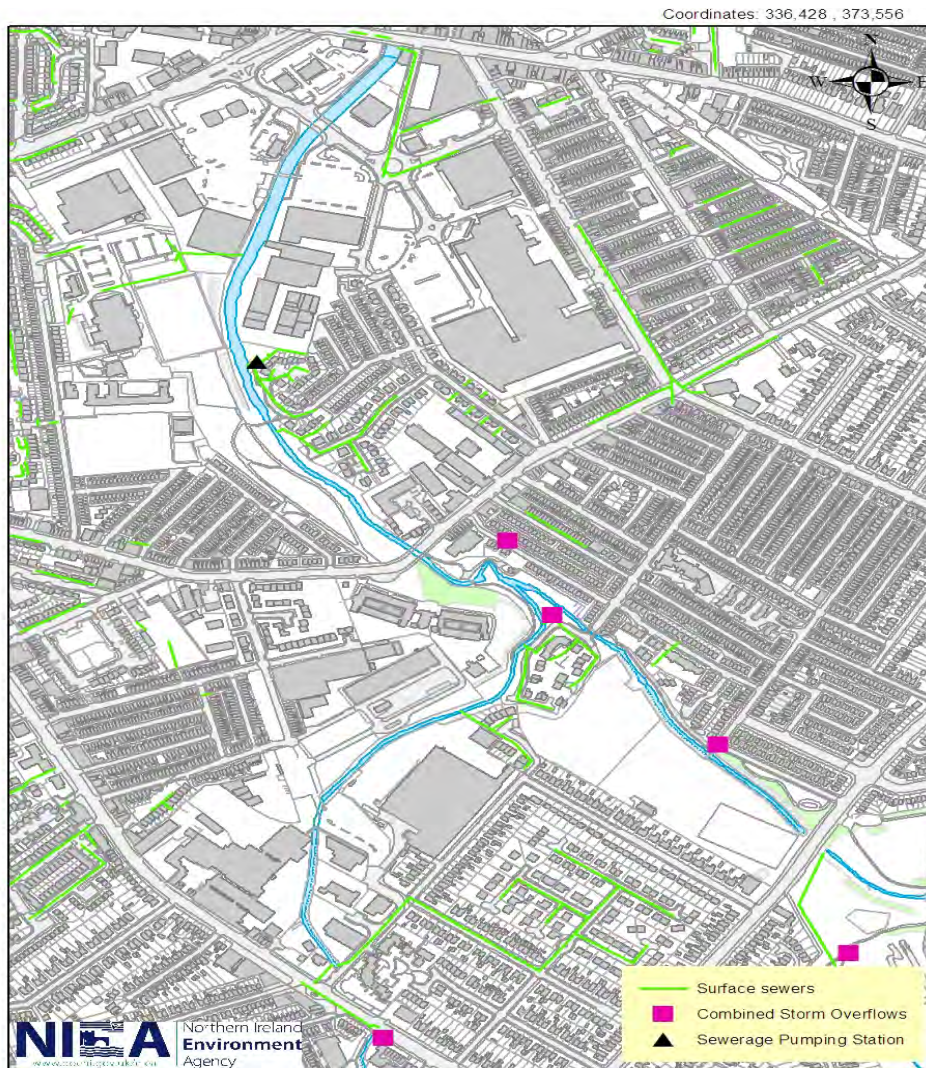 Coordinates: 336,428 , 373,556
N
W E
S
Surface sewers
Combined Storm Overflows
Sewerage Pumping Station
NIEA
Northern Ireland
Environment
Agency